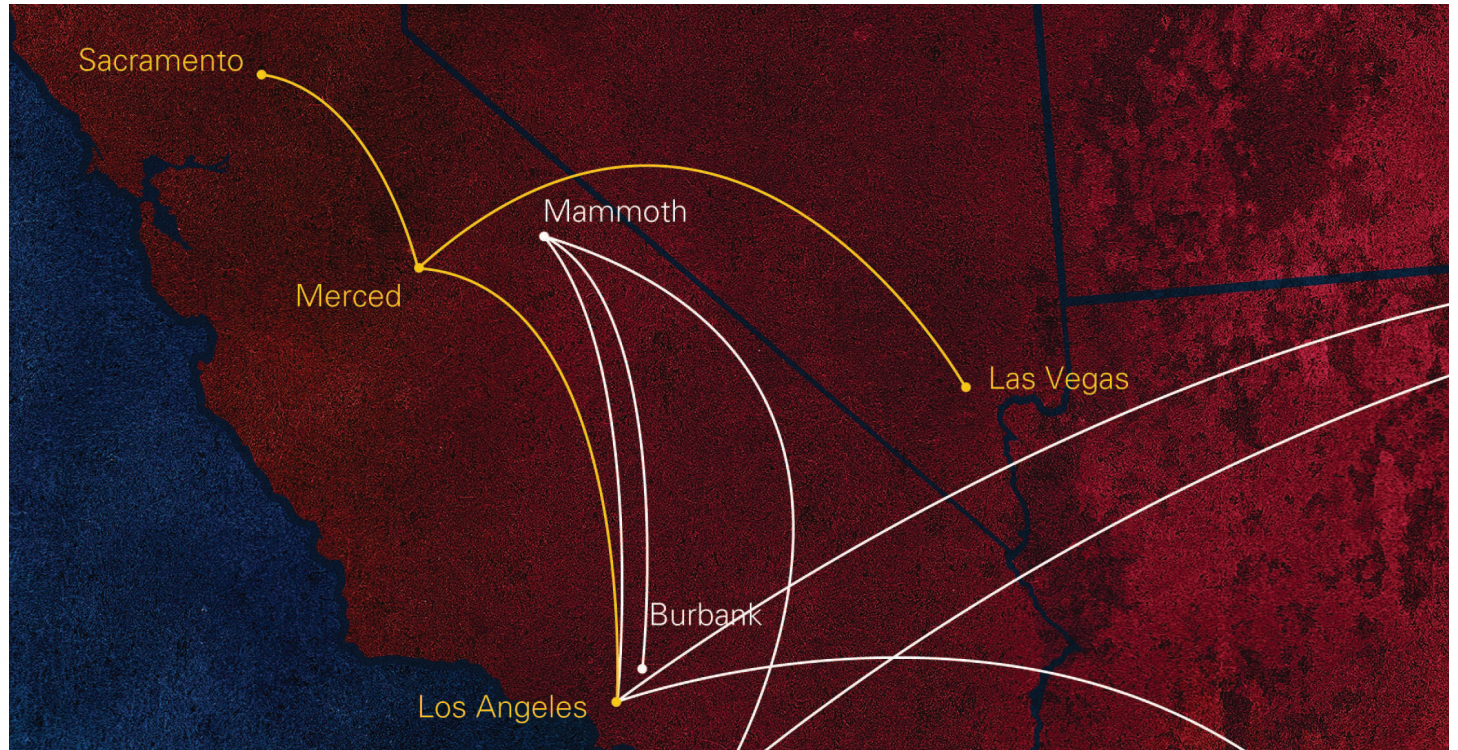 Sacramento
Mammoth
Merced
Las Vegas
Burbank
Los Angeles